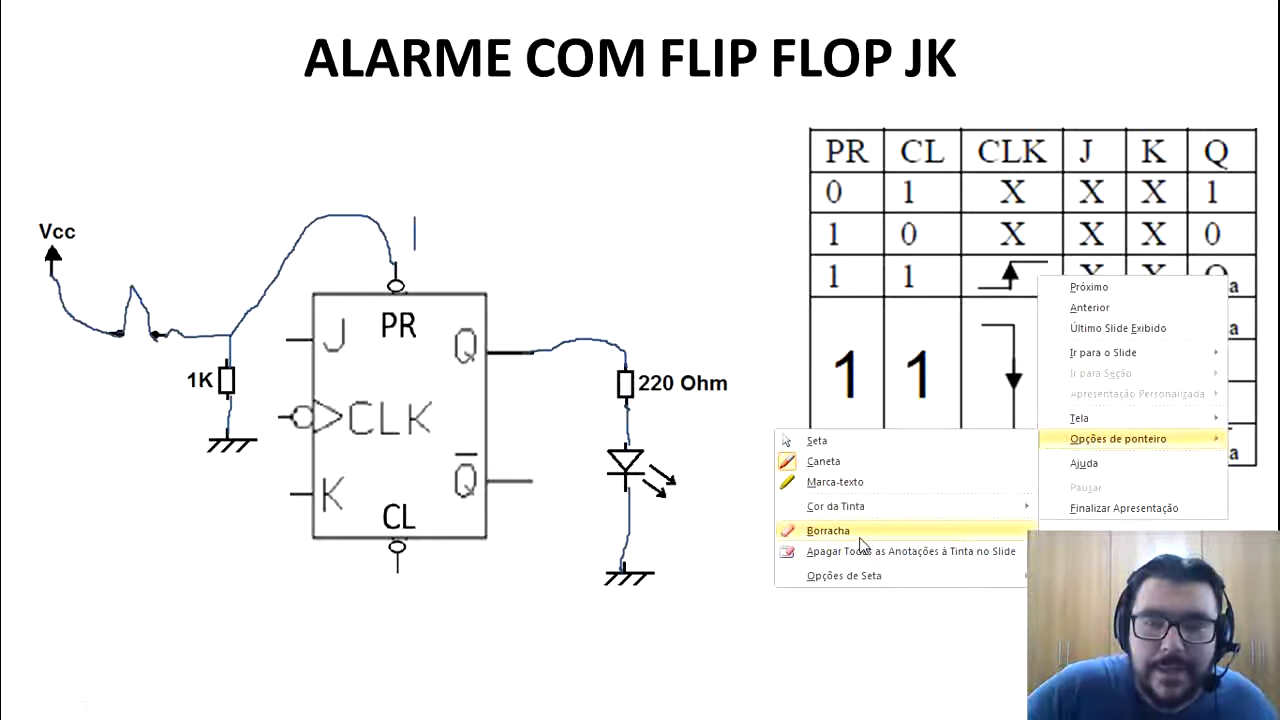 ALARME COM FLIP FLOP JK
PR CL CLK J K Q
0 1 X X X 1
1 0 X X X 0
1 1 X X Q a
1 1 a
a
Vcc
1K
J PR Q
CLK
K CL Q
220 Ohm
Próximo
Anterior
Último Slide Exibido
Ir para o Slide
Ir para Seção
Apresentação Personalizada
Tela
Opções de ponteiro
Ajuda
Pausar
Finalizar Apresentação
Seta
Caneta
Marca-texto
Cor da Tinta
Borracha
Apagar Todas as Anotações à Tinta no Slide
Opções de Seta